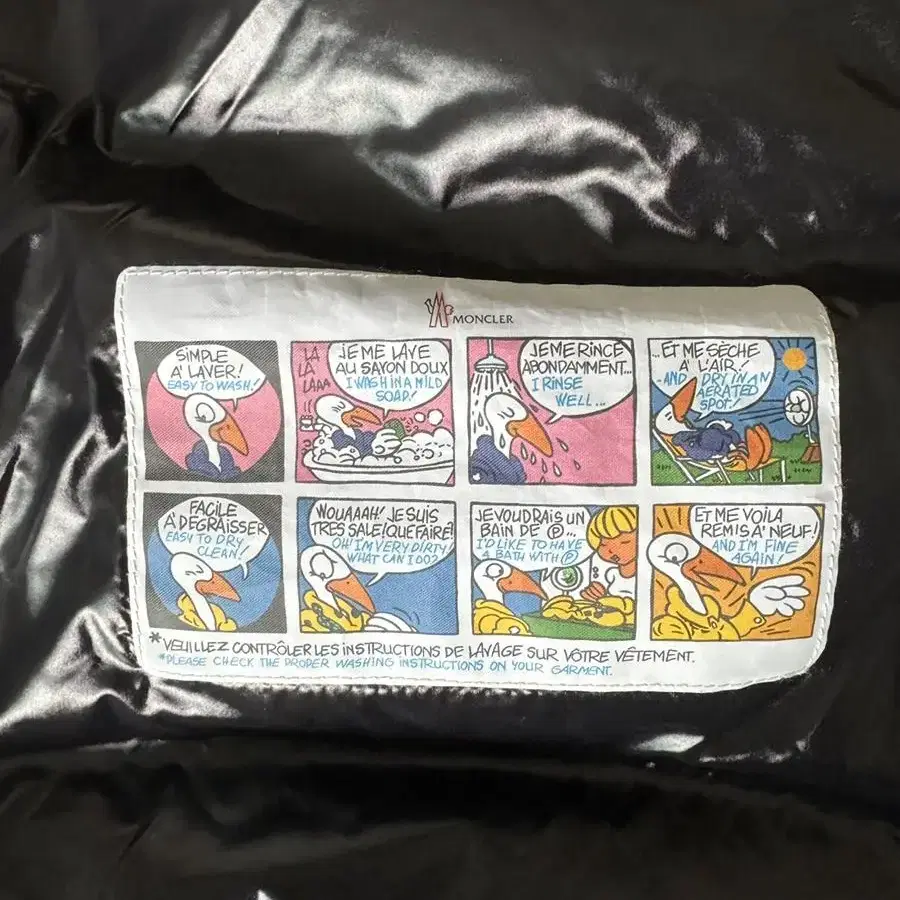 MONCLER
SIMPLE
A' LAVER!
EASY TO WASH!
LA
LÀ
LAAA
JE ME LAVE
AU SAVON DOUX
I WASH IN A MILD
SOAP!
JE ME RINCE
ABONDAMMENT...
I RINSE
WELL...
...ET ME SÈCHE
A' L'AIR!
-AND DRY IN AN
AERATED
SPOT!
FACILE
A' DEGRAISSER
EASY TO DRY
CLEAN!
WOUAAAH! JE SUIS
TRES SALE! QUE FAIRE?
OH! I'M VERY DIRTY!
WHAT CAN I DO?
JE VOUDRAIS UN
BAIN DE Ⓟ...
I'D LIKE TO HAVE
A BATH WITH Ⓟ
ET ME VOILA
REMIS A' NEUF!
AND I'M FINE
AGAIN!
*VEUILLEZ CONTRÔLER LES INSTRUCTIONS DE LAVAGE SUR VÔTRE VÊTEMENT.
*PLEASE CHECK THE PROPER WASHING INSTRUCTIONS ON YOUR GARMENT.